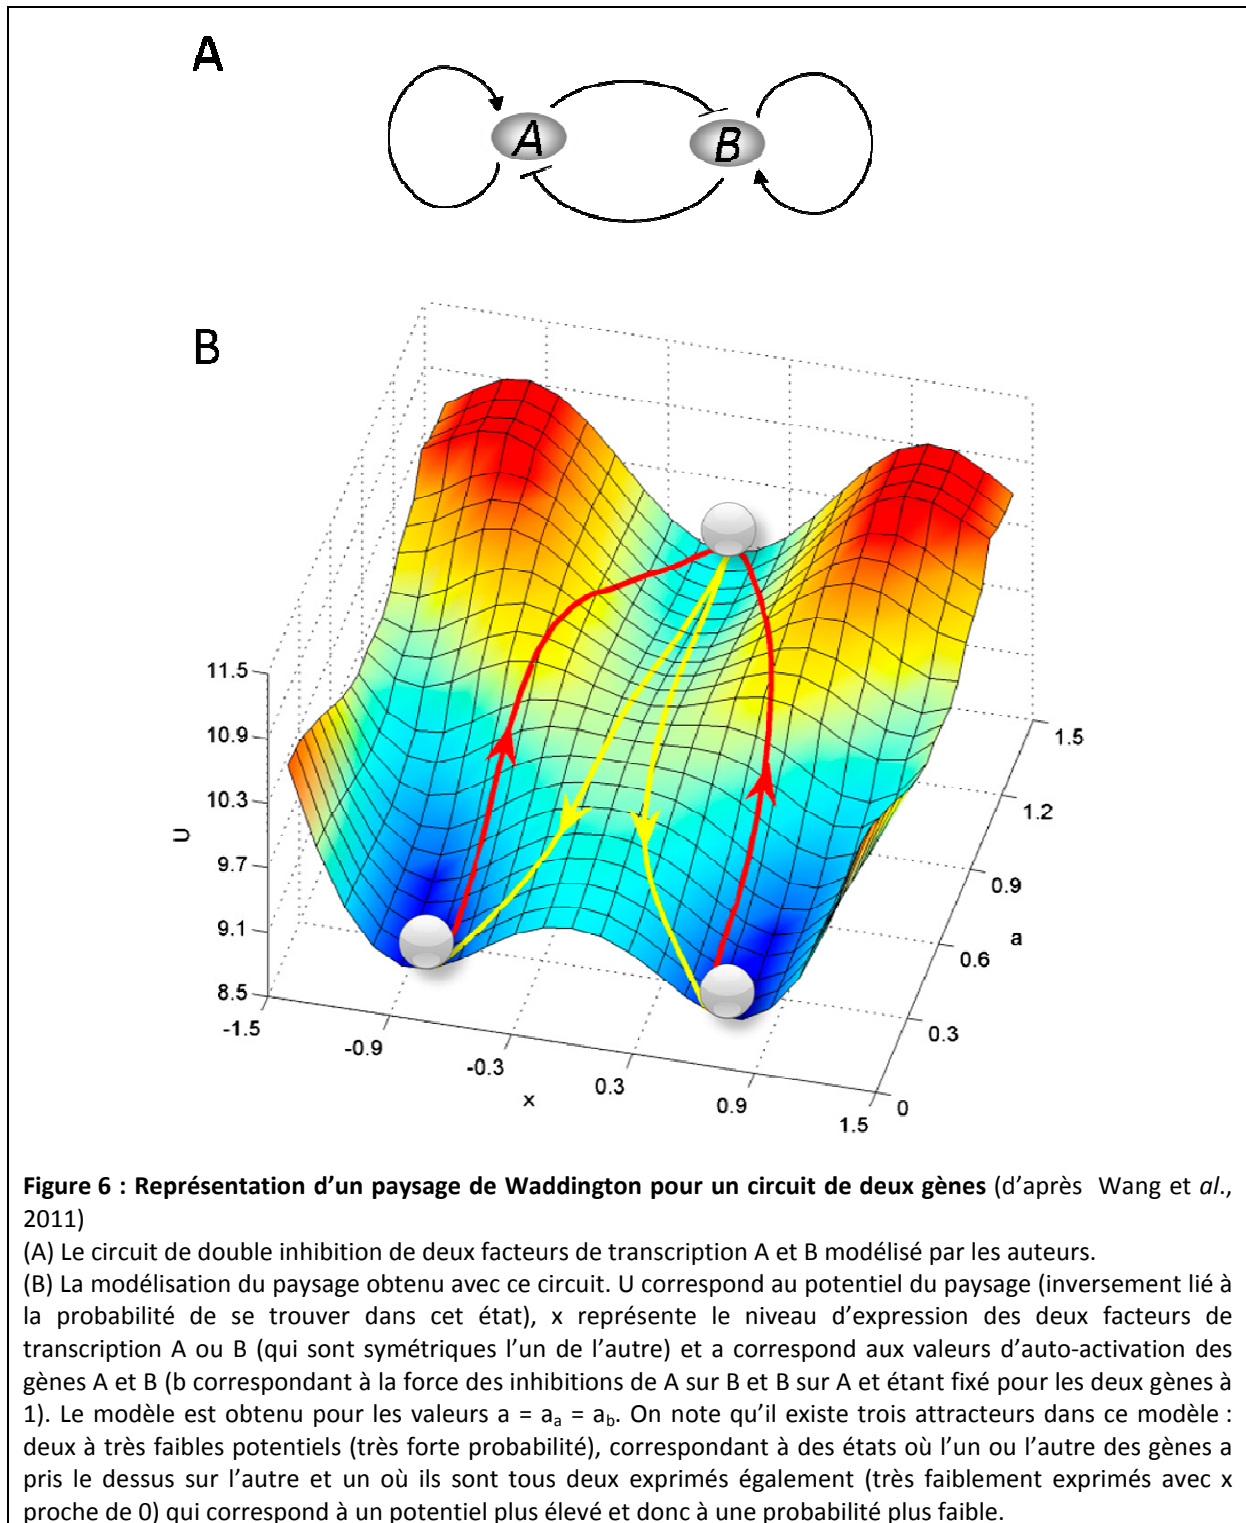 A
A
B
B
11.5
10.9
10.3
9.7
9.1
8.5
U
-1.5
-0.9
-0.3
0.3
0.9
1.5
x
0
0.3
0.6
0.9
1.2
1.5
a
Figure 6 : Représentation d’un paysage de Waddington pour un circuit de deux gènes (d’après Wang et al.,
2011)
(A) Le circuit de double inhibition de deux facteurs de transcription A et B modélisé par les auteurs.
(B) La modélisation du paysage obtenu avec ce circuit. U correspond au potentiel du paysage (inversement lié à
la probabilité de se trouver dans cet état), x représente le niveau d’expression des deux facteurs de
transcription A ou B (qui sont symétriques l’un de l’autre) et a correspond aux valeurs d’auto-activation des
gènes A et B (b correspondant à la force des inhibitions de A sur B et B sur A et étant fixé pour les deux gènes à
1). Le modèle est obtenu pour les valeurs a = aₐ = a_b. On note qu’il existe trois attracteurs dans ce modèle :
deux à très faibles potentiels (très forte probabilité), correspondant à des états où l’un ou l’autre des gènes a
pris le dessus sur l’autre et un où ils sont tous deux exprimés également (très faiblement exprimés avec x
proche de 0) qui correspond à un potentiel plus élevé et donc à une probabilité plus faible.